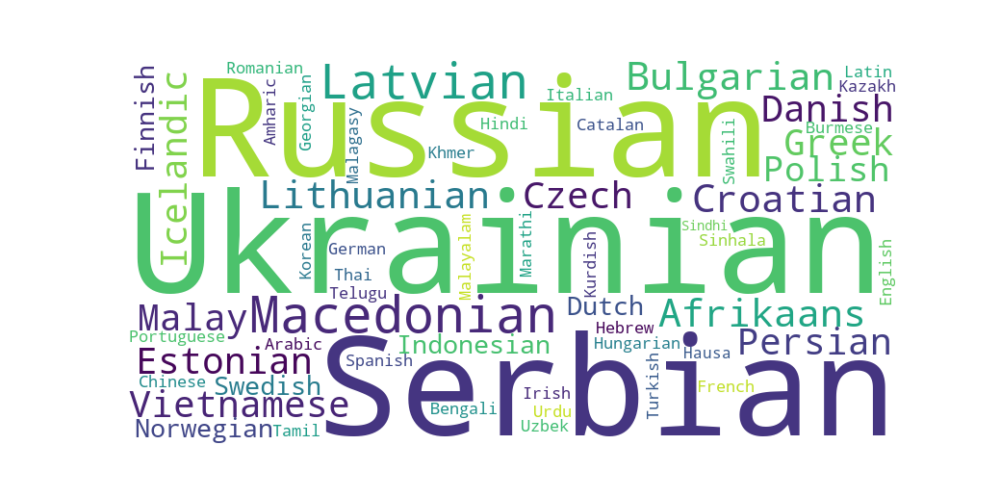 Finnish
Icelandic
Romanian
Amharic
Georgian
Russian
Latvian
Malagasy
Hindi
Khmer
Italian
Catalan
Bulgarian
Latin
Kazakh
Danish
Burmese
Greek
Swahili
Polish
Lithuanian
Czech
Croatian
Ukrainian
Korean
German
Thai
Telugu
Malayalam
Marathi
Kurdish
Sindhi
Sinhala
English
Malay
Macedonian
Dutch
Afrikaans
Portuguese
Arabic
Indonesian
Hebrew
Hungarian
Persian
Estonian
Spanish
Serbian
Turkish
Hausa
Chinese
Swedish
French
Vietnamese
Bengali
Irish
Urdu
Uzbek
Norwegian
Tamil